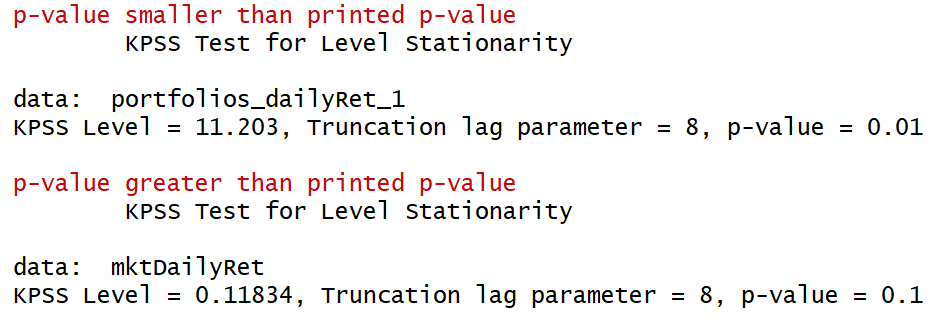 p-value smaller than printed p-value
KPSS Test for Level Stationarity
data:  portfolios_dailyRet_1
KPSS Level = 11.203, Truncation lag parameter = 8, p-value = 0.01
p-value greater than printed p-value
KPSS Test for Level Stationarity
data:  mktDailyRet
KPSS Level = 0.11834, Truncation lag parameter = 8, p-value = 0.1